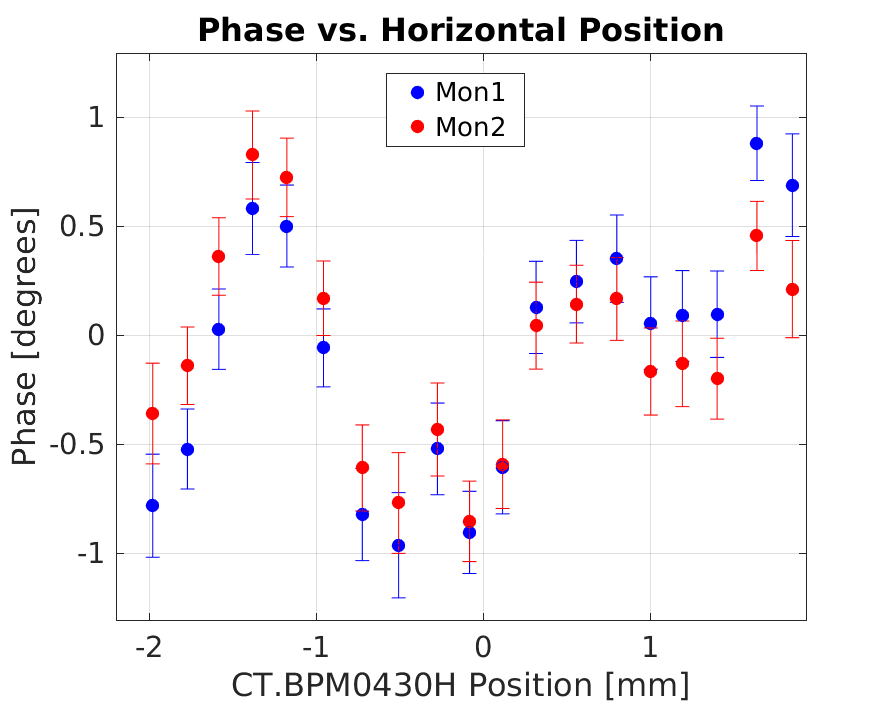 Phase vs. Horizontal Position
Mon1
Mon2
1
0.5
0
-0.5
-1
Phase [degrees]
-2
-1
0
1
CT.BPM0430H Position [mm]